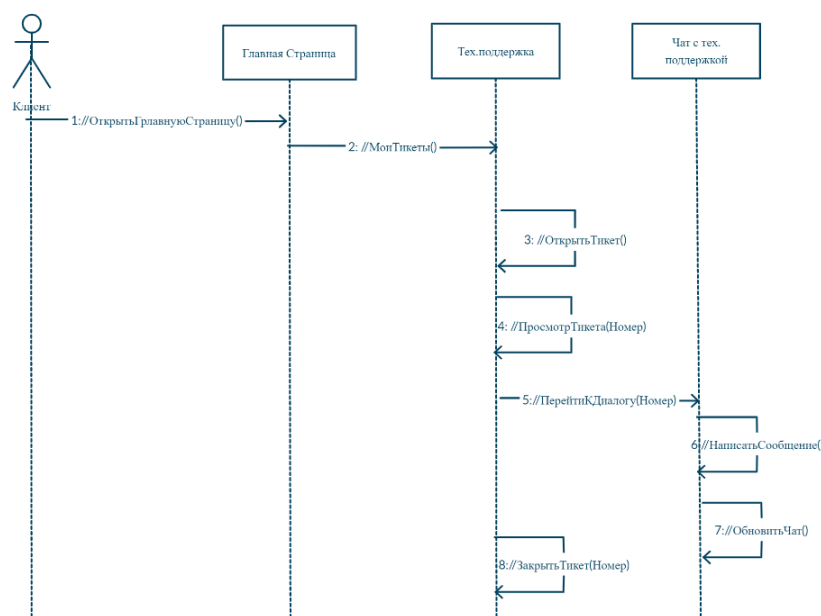 Главная Страница
Тех.поддержка
Чат с тех.
поддержкой
Клиент
1://ОткрытьГрлавнуюСтраницу()
2: //МоиТикеты()
3: //ОткрытьТикет()
4: //ПросмотрТикета(Номер)
5://ПерейтиКДиалогу(Номер)
6://НаписатьСообщение(
7://ОбновитьЧат()
8://ЗакрытьТикет(Номер)